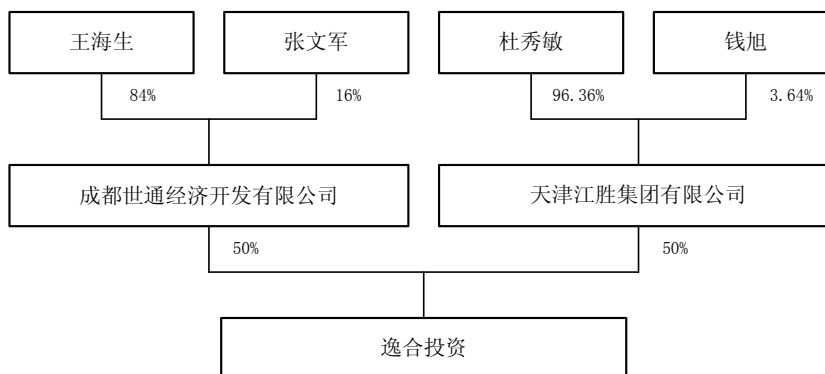 王海生
张文军
杜秀敏
钱旭
84%
16%
96.36%
3.64%
成都世通经济开发有限公司
天津江胜集团有限公司
50%
50%
逸合投资